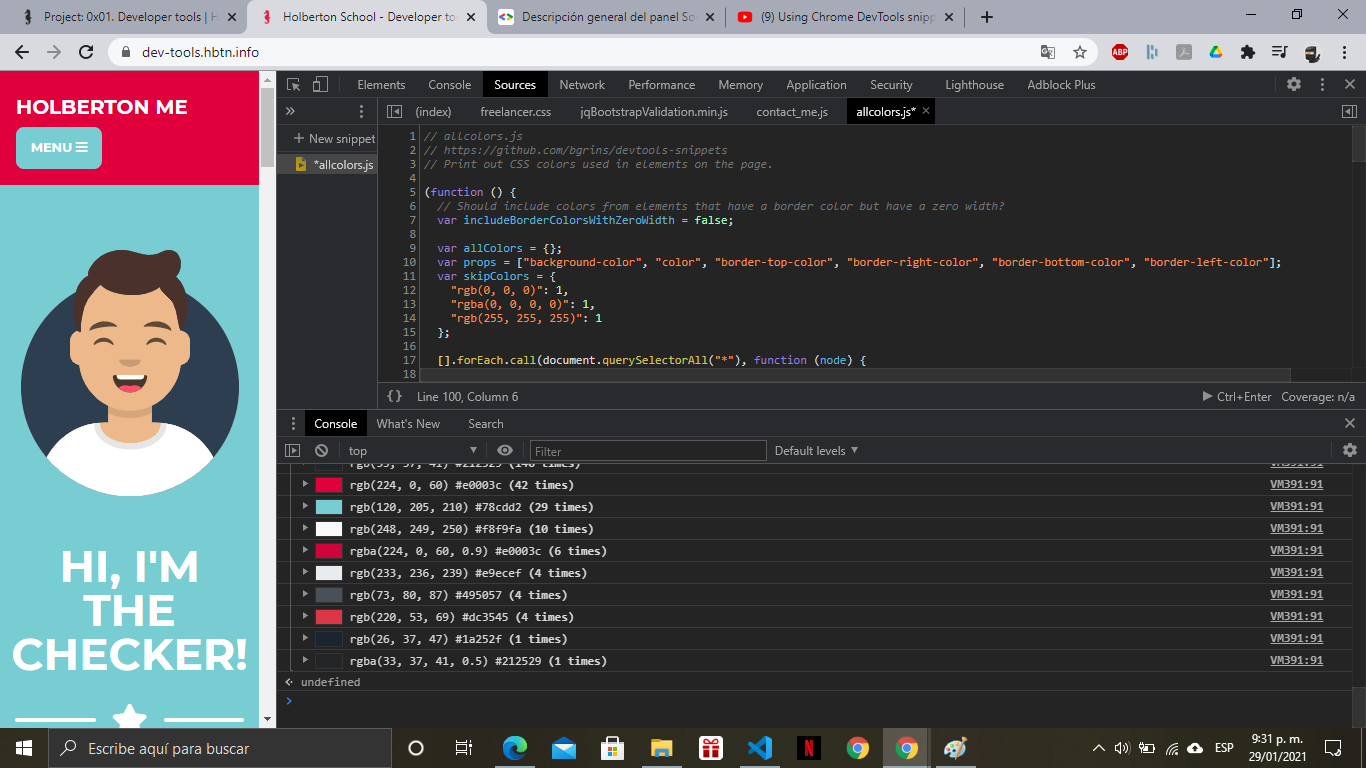 Project: 0x01. Developer tools | H
Holberton School - Developer to
Descripción general del panel So
(9) Using Chrome DevTools snipp
dev-tools.hbtn.info
ABP
HOLBERTON ME
MENU
HI, I'M
THE
CHECKER!
Elements Console Sources Network Performance Memory Application Security Lighthouse Adblock Plus
(index) freelancer.css jqBootstrapValidation.min.js contact_me.js allcolors.js*
+ New snippet
*allcolors.js
1 // allcolors.js
2 // https://github.com/bgrins/devtools-snippets
3 // Print out CSS colors used in elements on the page.
4
5 (function () {
6 // Should include colors from elements that have a border color but have a zero width?
7 var includeBorderColorsWithZeroWidth = false;
8
9 var allColors = {};
10 var props = ["background-color", "color", "border-top-color", "border-right-color", "border-bottom-color", "border-left-color"];
11 var skipColors = {
12 "rgb(0, 0, 0)": 1,
13 "rgba(0, 0, 0, 0)": 1,
14 "rgb(255, 255, 255)": 1
15 };
16
17 [].forEach.call(document.querySelectorAll("*"), function (node) {
18
{} Line 100, Column 6 Ctrl+Enter Coverage: n/a
Console What's New Search
top Filter Default levels
rgb(224, 0, 60) #e0003c (42 times) VM391:91
rgb(120, 205, 210) #78cdd2 (29 times) VM391:91
rgb(248, 249, 250) #f8f9fa (10 times) VM391:91
rgba(224, 0, 60, 0.9) #e0003c (6 times) VM391:91
rgb(233, 236, 239) #e9ecef (4 times) VM391:91
rgb(73, 80, 87) #495057 (4 times) VM391:91
rgb(220, 53, 69) #dc3545 (4 times) VM391:91
rgb(26, 37, 47) #1a252f (1 times) VM391:91
rgba(33, 37, 41, 0.5) #212529 (1 times) VM391:91
undefined
Escribe aquí para buscar
N
ESP
9:31 p. m.
29/01/2021